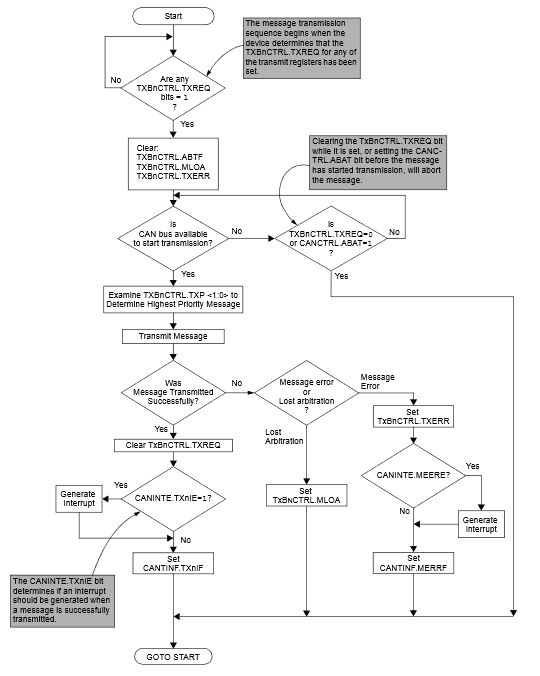 Start
The message transmission
sequence begins when the
device determines that the
TXBnCTRL.TXREQ for any of
the transmit registers has been
set.
No
Are any
TXBnCTRL.TXREQ
bits = 1
?
Yes
Clear:
TXBnCTRL.ABTF
TXBnCTRL.MLOA
TXBnCTRL.TXERR
Clearing the TxBnCTRL.TXREQ bit
while it is set, or setting the CANC-
TRL.ABAT bit before the message
has started transmission, will abort
the message.
Is
CAN bus available
to start transmission?
No
Is
TXBnCTRL.TXREQ=0
or CANCTRL.ABAT=1
?
No
Yes
Yes
Examine TXBnCTRL.TXP <1:0> to
Determine Highest Priority Message
Transmit Message
Was
Message Transmitted
Successfully?
No
Message error
or
Lost arbitration
?
Message
Error
Set
TxBnCTRL.TXERR
Yes
Lost
Arbitration
Clear TxBnCTRL.TXREQ
CANINTE.MEERE?
Yes
Yes
Generate
Interrupt
CANINTE.TXnIE=1?
Set
TxBnCTRL.MLOA
No
Generate
Interrupt
No
Set
CANTINF.TXnIF
Set
CANTINF.MERRF
The CANINTE.TXnIE bit
determines if an interrupt
should be generated when
a message is successfully
transmitted.
GOTO START